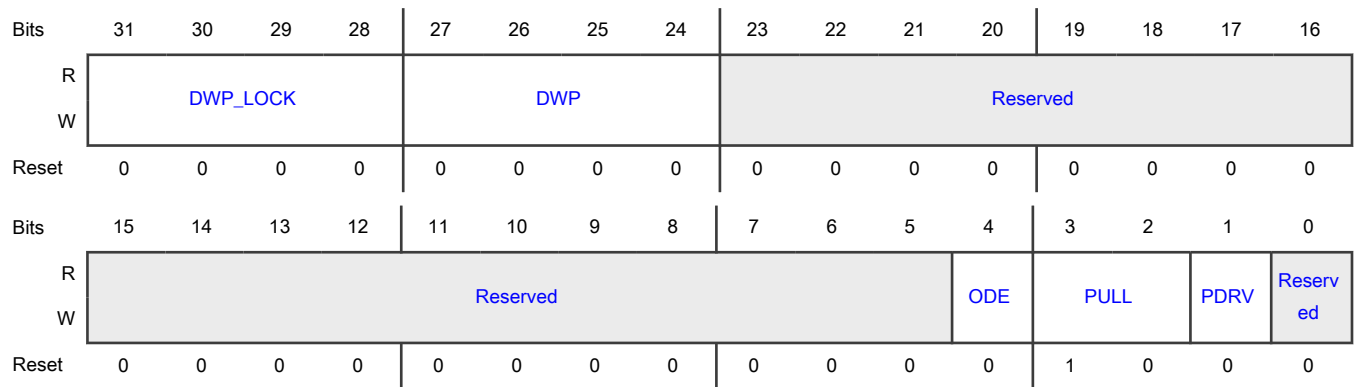 Bits 31 30 29 28 27 26 25 24 23 22 21 20 19 18 17 16
R
DWP_LOCK DWP Reserved
W
Reset 0 0 0 0 0 0 0 0 0 0 0 0 0 0 0 0
Bits 15 14 13 12 11 10 9 8 7 6 5 4 3 2 1 0
R
Reserved ODE PULL PDRV Reserv
ed
W
Reset 0 0 0 0 0 0 0 0 0 0 0 0 1 0 0 0